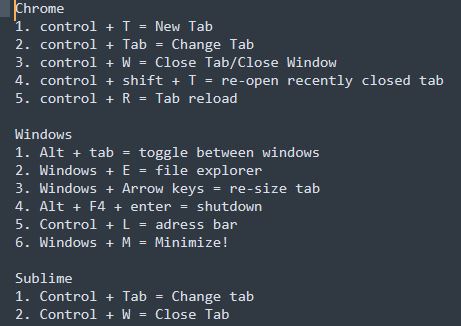 Chrome
1. control + T = New Tab
2. control + Tab = Change Tab
3. control + W = Close Tab/Close Window
4. control + shift + T = re-open recently closed tab
5. control + R = Tab reload
Windows
1. Alt + tab = toggle between windows
2. Windows + E = file explorer
3. Windows + Arrow keys = re-size tab
4. Alt + F4 + enter = shutdown
5. Control + L = adress bar
6. Windows + M = Minimize!
Sublime
1. Control + Tab = Change tab
2. Control + W = Close Tab